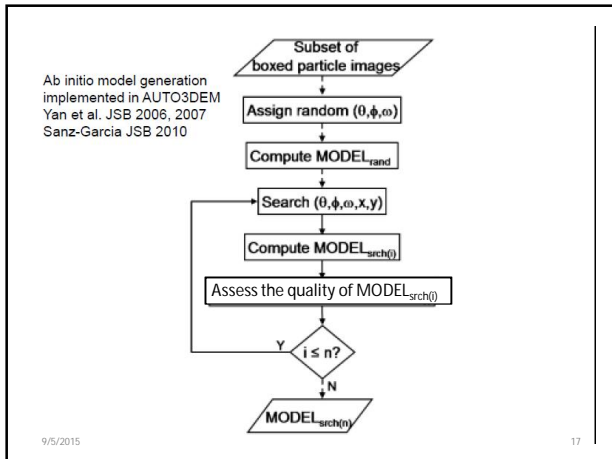 Ab initio model generation
implemented in AUTO3DEM
Yan et al. JSB 2006, 2007
Sanz-Garcia JSB 2010
Subset of
boxed particle images
Assign random (θ,ϕ,ω)
Compute MODELrand
Search (θ,ϕ,ω,x,y)
Compute MODELsrch(i)
Assess the quality of MODELsrch(i)
Y
i ≤ n?
N
MODELsrch(n)
9/5/2015
17